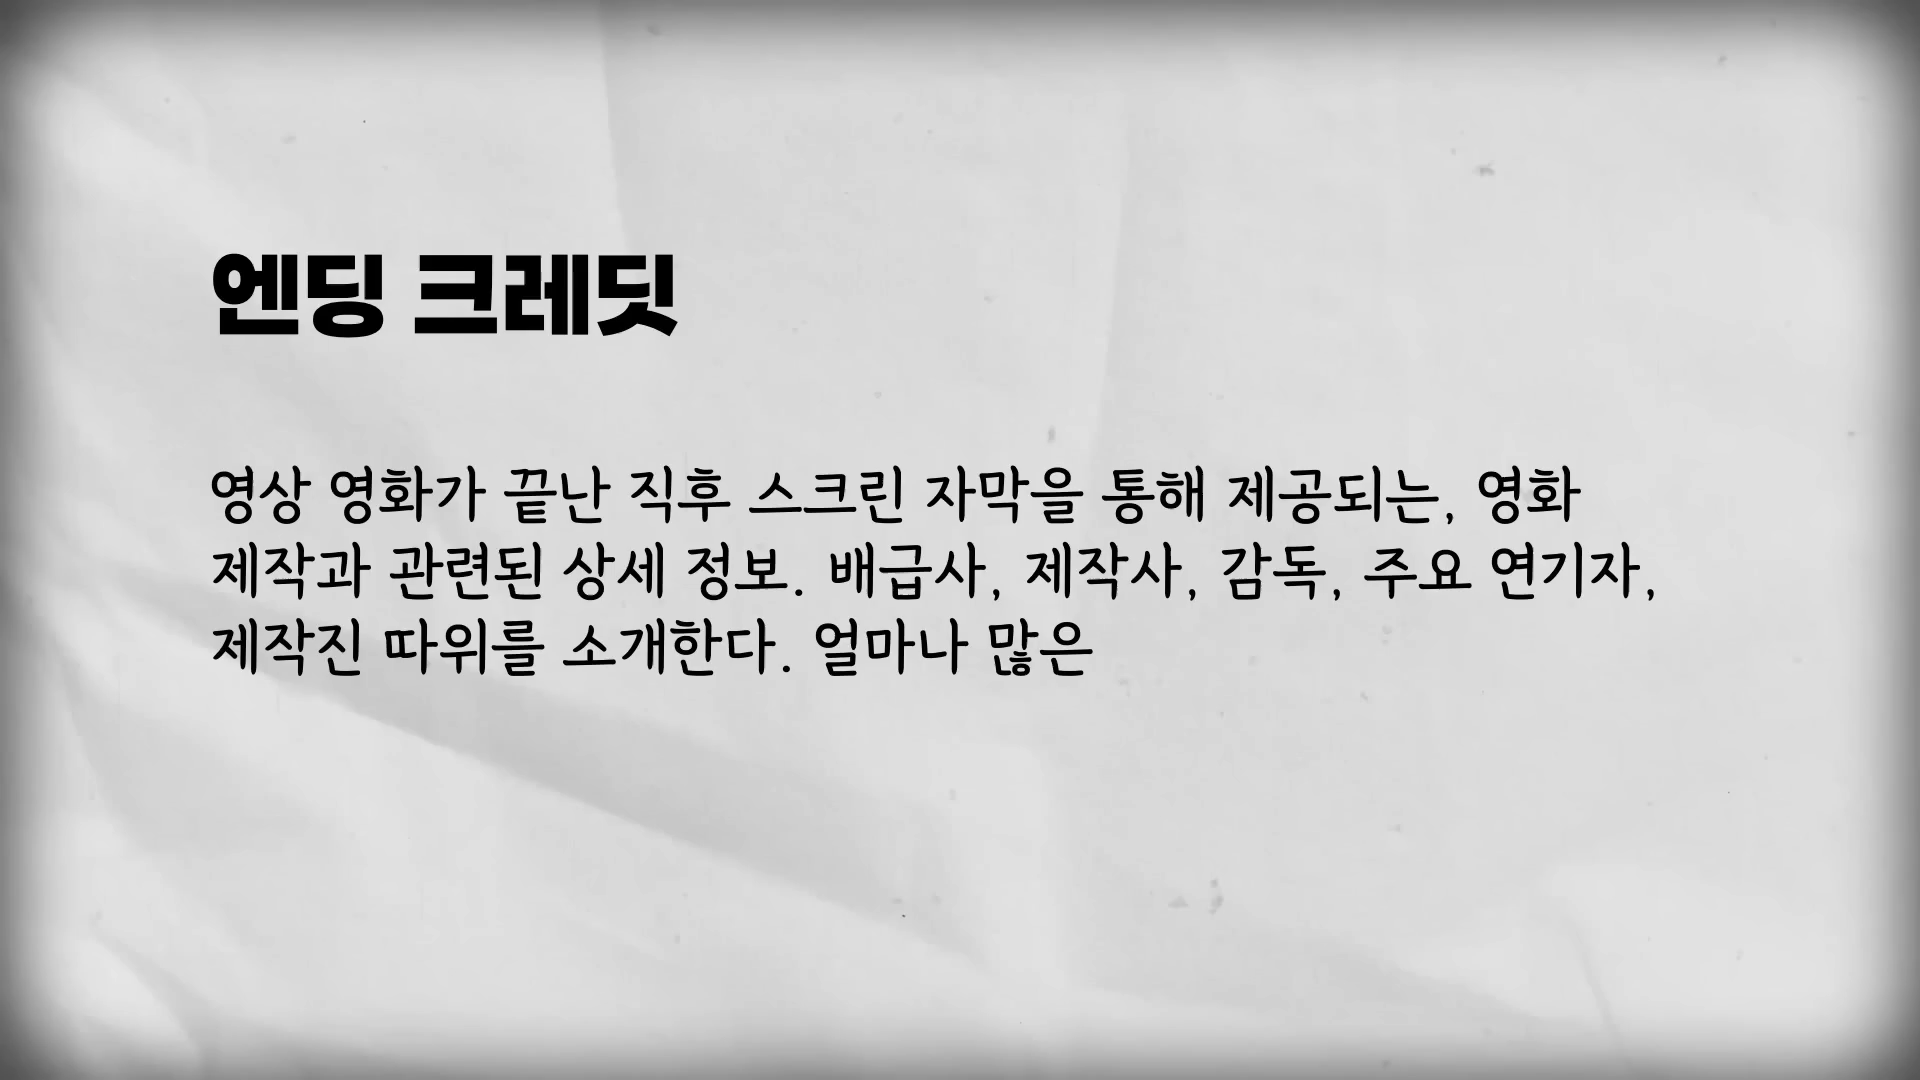 엔딩 크레딧
영상 영화가 끝난 직후 스크린 자막을 통해 제공되는, 영화
제작과 관련된 상세 정보. 배급사, 제작사, 감독, 주요 연기자,
제작진 따위를 소개한다. 얼마나 많은